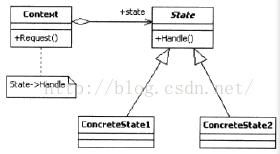 Context
+Request()
+state
State
+Handle()
State->Handle
http://blog.csdn.net/
ConcreteState1
ConcreteState2